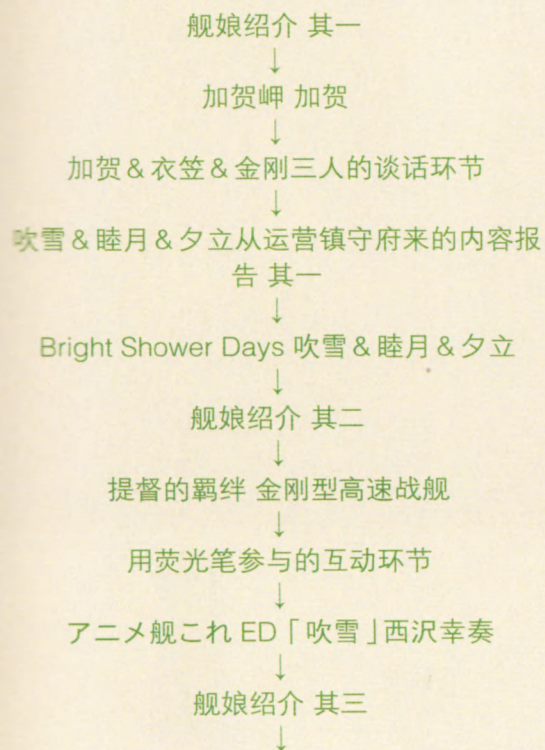 舰娘绍介 其一
↓
加贺岬 加贺
↓
加贺＆衣笠＆金刚三人的谈话环节
↓
吹雪＆睦月＆夕立从运营镇守府来的内容报
告 其一
↓
Bright Shower Days 吹雪＆睦月＆夕立
↓
舰娘绍介 其二
↓
提督的羁绊 金刚型高速战舰
↓
用荧光笔参与的互动环节
↓
アニメ舰これ ED「吹雪」西沢幸奏
↓
舰娘绍介 其三
↓